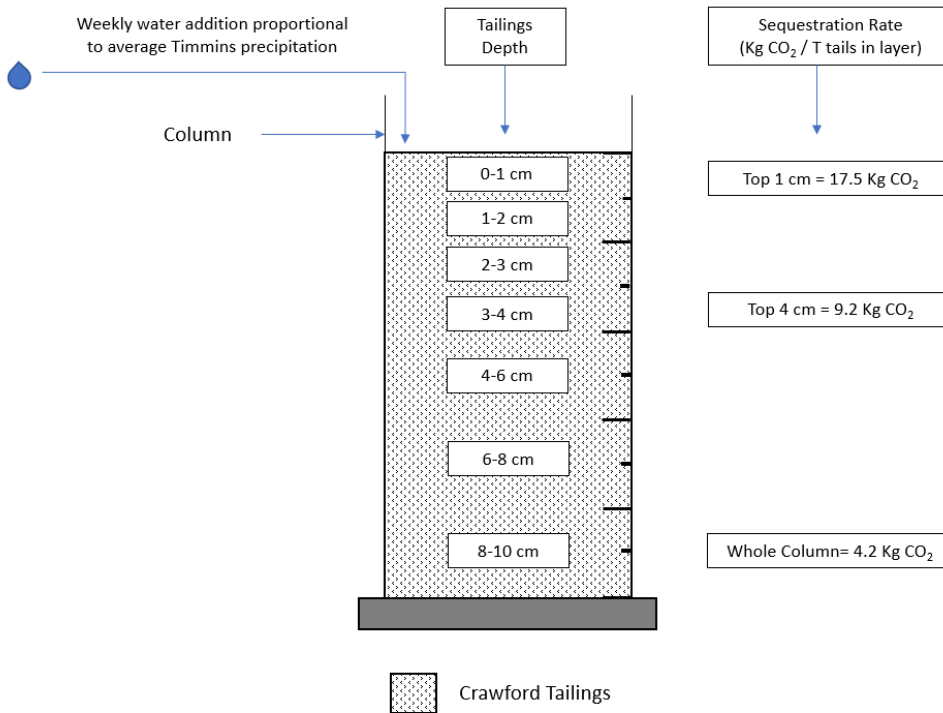 Weekly water addition proportional
to average Timmins precipitation
Tailings
Depth
Sequestration Rate
(Kg CO₂ / T tails in layer)
Column
0-1 cm
Top 1 cm = 17.5 Kg CO₂
1-2 cm
2-3 cm
3-4 cm
Top 4 cm = 9.2 Kg CO₂
4-6 cm
6-8 cm
8-10 cm
Whole Column= 4.2 Kg CO₂
Crawford Tailings